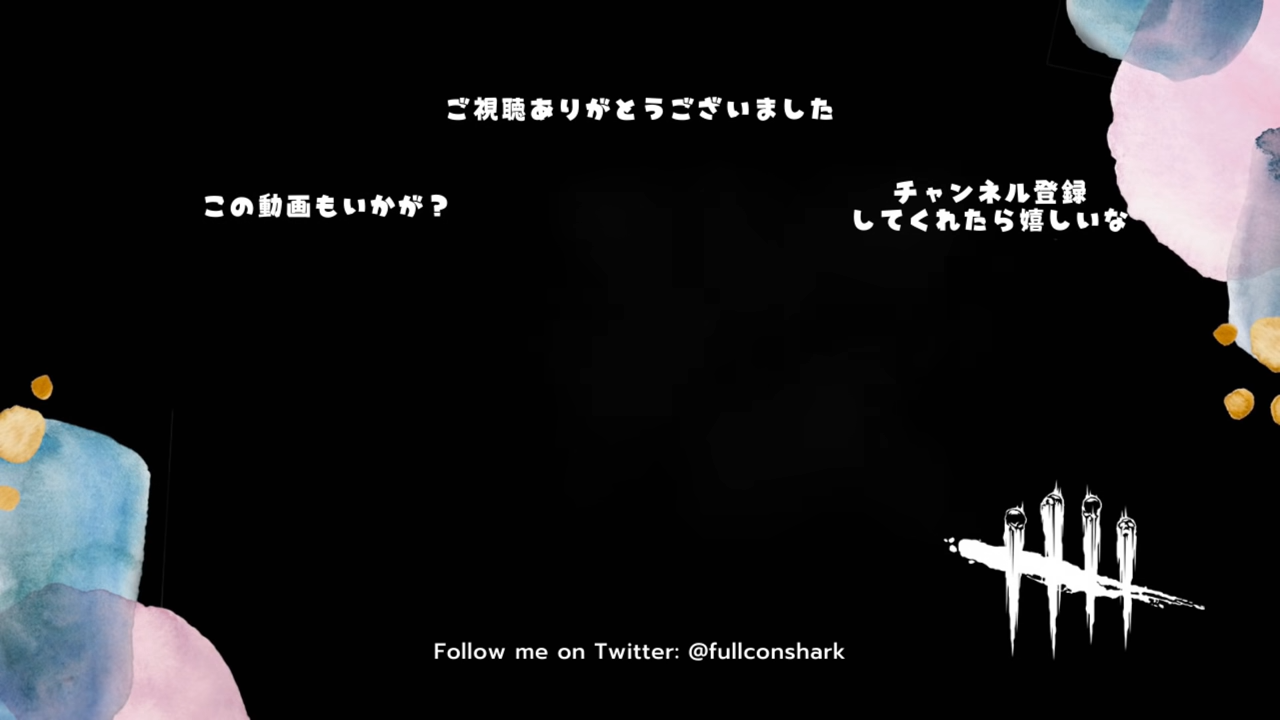 ご視聴ありがとうございました
この動画もいかが？
チャンネル登録
してくれたら嬉しいな
Follow me on Twitter: @fullconshark